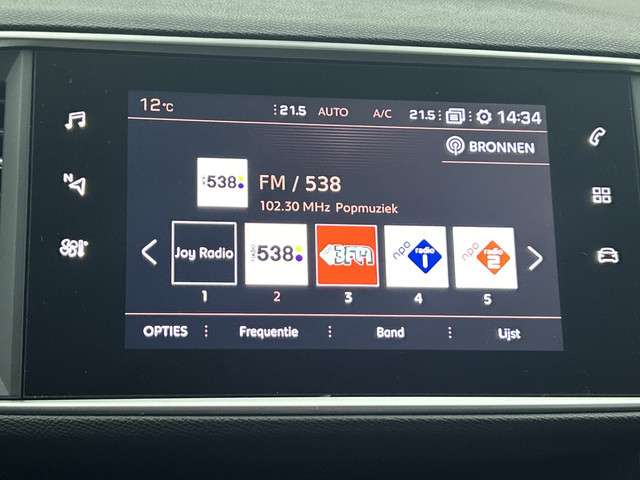 12°C
21.5 AUTO A/C 21.5 14:34
BRONNEN
538
FM / 538
102.30 MHz Popmuziek
Joy Radio
538
3FM
npo radio 1
npo radio 2
1 2 3 4 5
OPTIES Frequentie Band Lijst
N